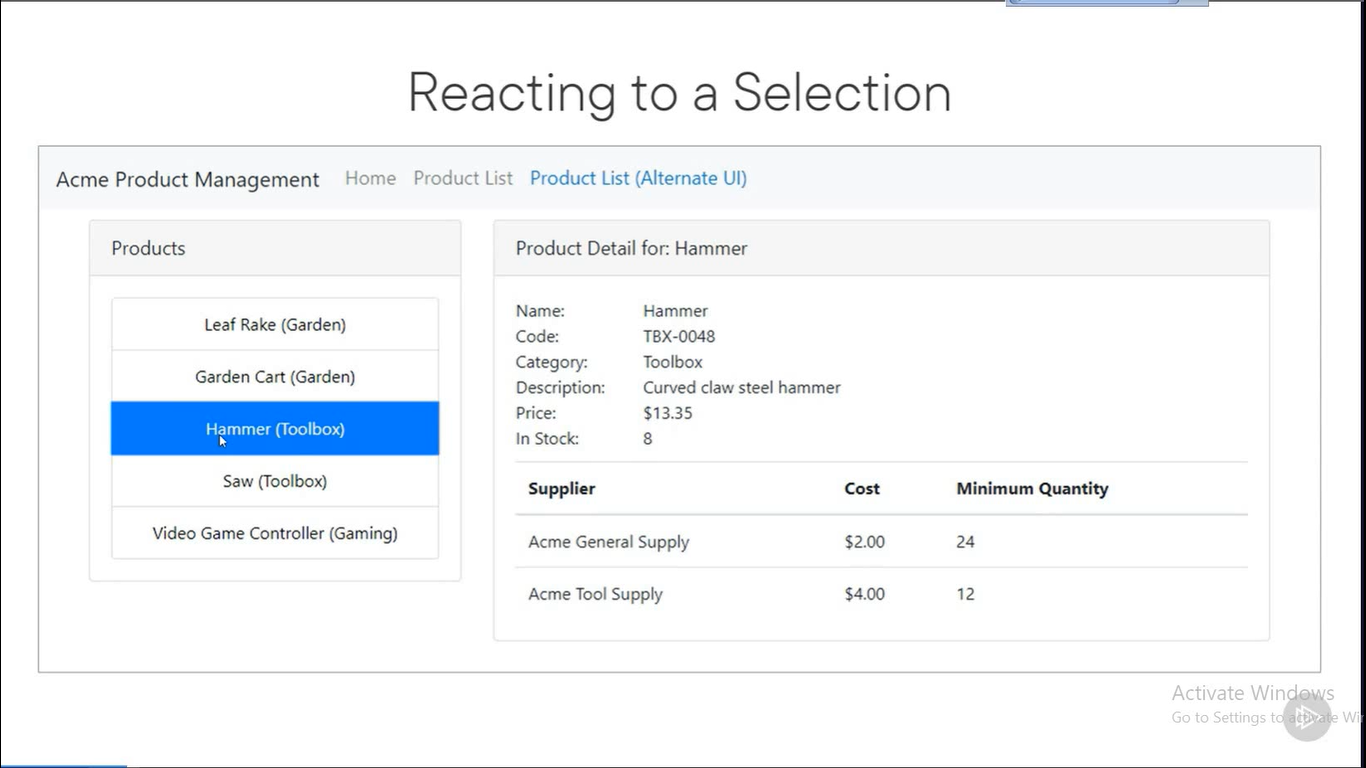 Reacting to a Selection
Acme Product Management Home Product List Product List (Alternate UI)
Products
Leaf Rake (Garden)
Garden Cart (Garden)
Hammer (Toolbox)
Saw (Toolbox)
Video Game Controller (Gaming)
Product Detail for: Hammer
Name: Hammer
Code: TBX-0048
Category: Toolbox
Description: Curved claw steel hammer
Price: $13.35
In Stock: 8
Supplier Cost Minimum Quantity
Acme General Supply $2.00 24
Acme Tool Supply $4.00 12
Activate Windows
Go to Settings to activate